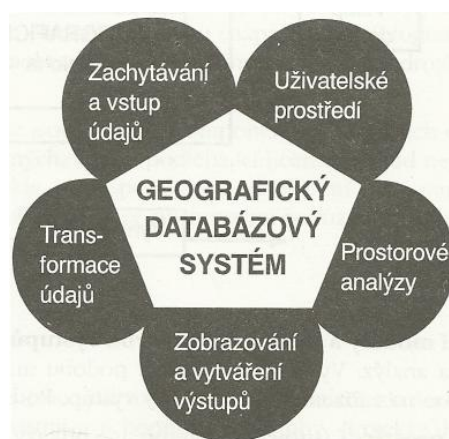 Zachytávání
a vstup
údajů
Uživatelské
prostředí
GEOGRAFICKÝ
DATABÁZOVÝ
SYSTÉM
Trans-
formace
údajů
Prostorové
analýzy
Zobrazování
a vytváření
výstupů